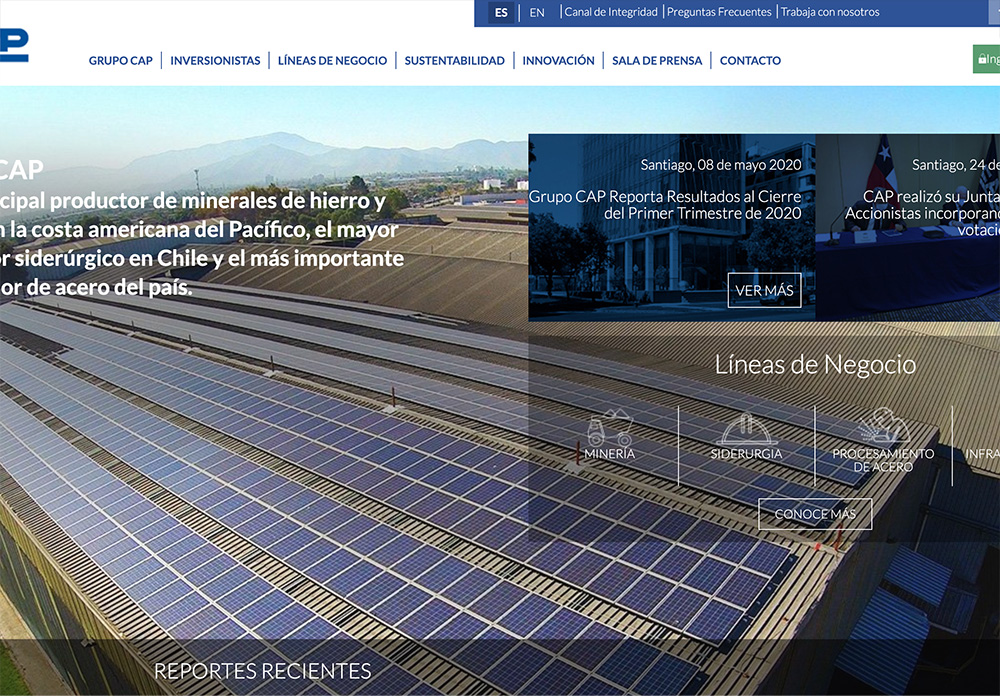 ES
EN
Canal de Integridad
Preguntas Frecuentes
Trabaja con nosotros
P
GRUPO CAP
INVERSIONISTAS
LÍNEAS DE NEGOCIO
SUSTENTABILIDAD
INNOVACIÓN
SALA DE PRENSA
CONTACTO
Ing
CAP
cipal productor de minerales de hierro y
n la costa americana del Pacífico, el mayor
or siderúrgico en Chile y el más importante
or de acero del país.
Santiago, 08 de mayo 2020
Grupo CAP Reporta Resultados al Cierre
del Primer Trimestre de 2020
VER MÁS
Santiago, 24 de
CAP realizó su Junta
Accionistas incorporan
votaci
Líneas de Negocio
MINERÍA
SIDERURGIA
PROCESAMIENTO
DE ACERO
INFRA
CONOCE MÁS
REPORTES RECIENTES